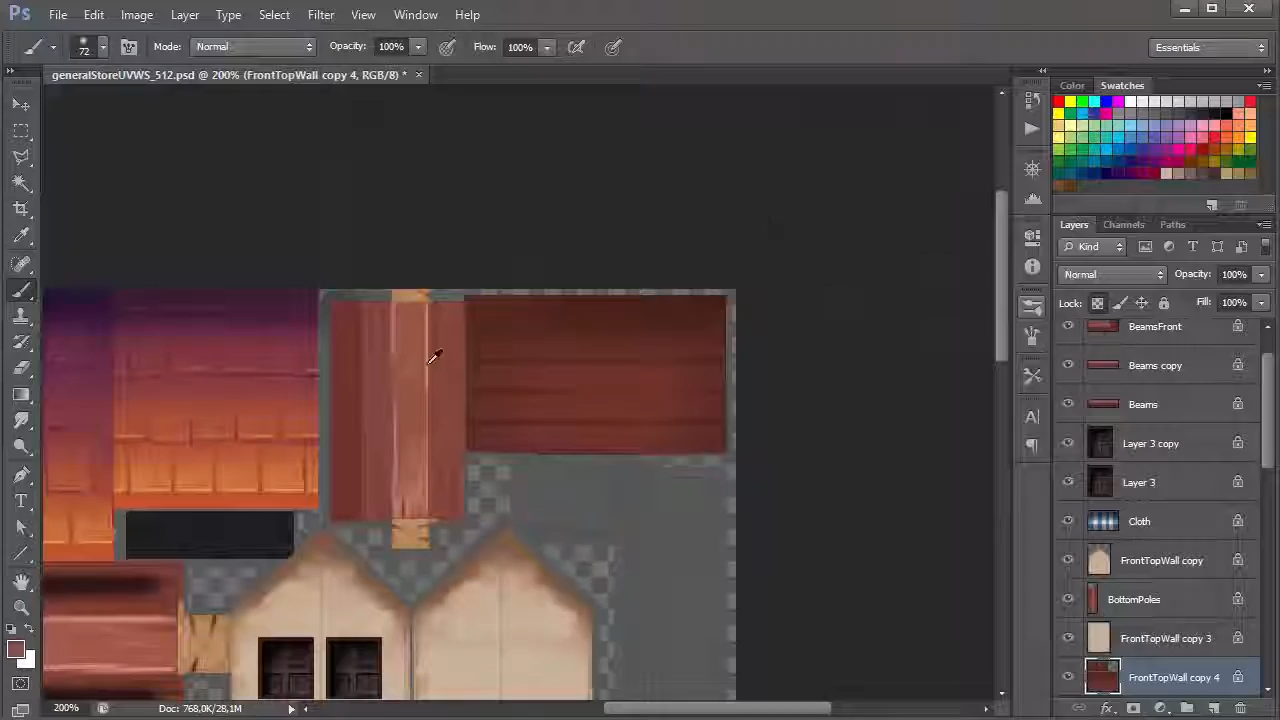 Ps File Edit Image Layer Type Select Filter View Window Help
72 Mode: Normal Opacity: 100% Flow: 100% Essentials
generalStoreUVWS_512.psd @ 200% (FrontTopWall copy 4, RGB/8) * ×
Color Swatches
Layers Channels Paths
Kind
Normal Opacity: 100%
Lock: Fill: 100%
BeamsFront
Beams copy
Beams
Layer 3 copy
Layer 3
Cloth
FrontTopWall copy
BottomPoles
FrontTopWall copy 3
FrontTopWall copy 4
200% Doc: 768,0K/28,1M